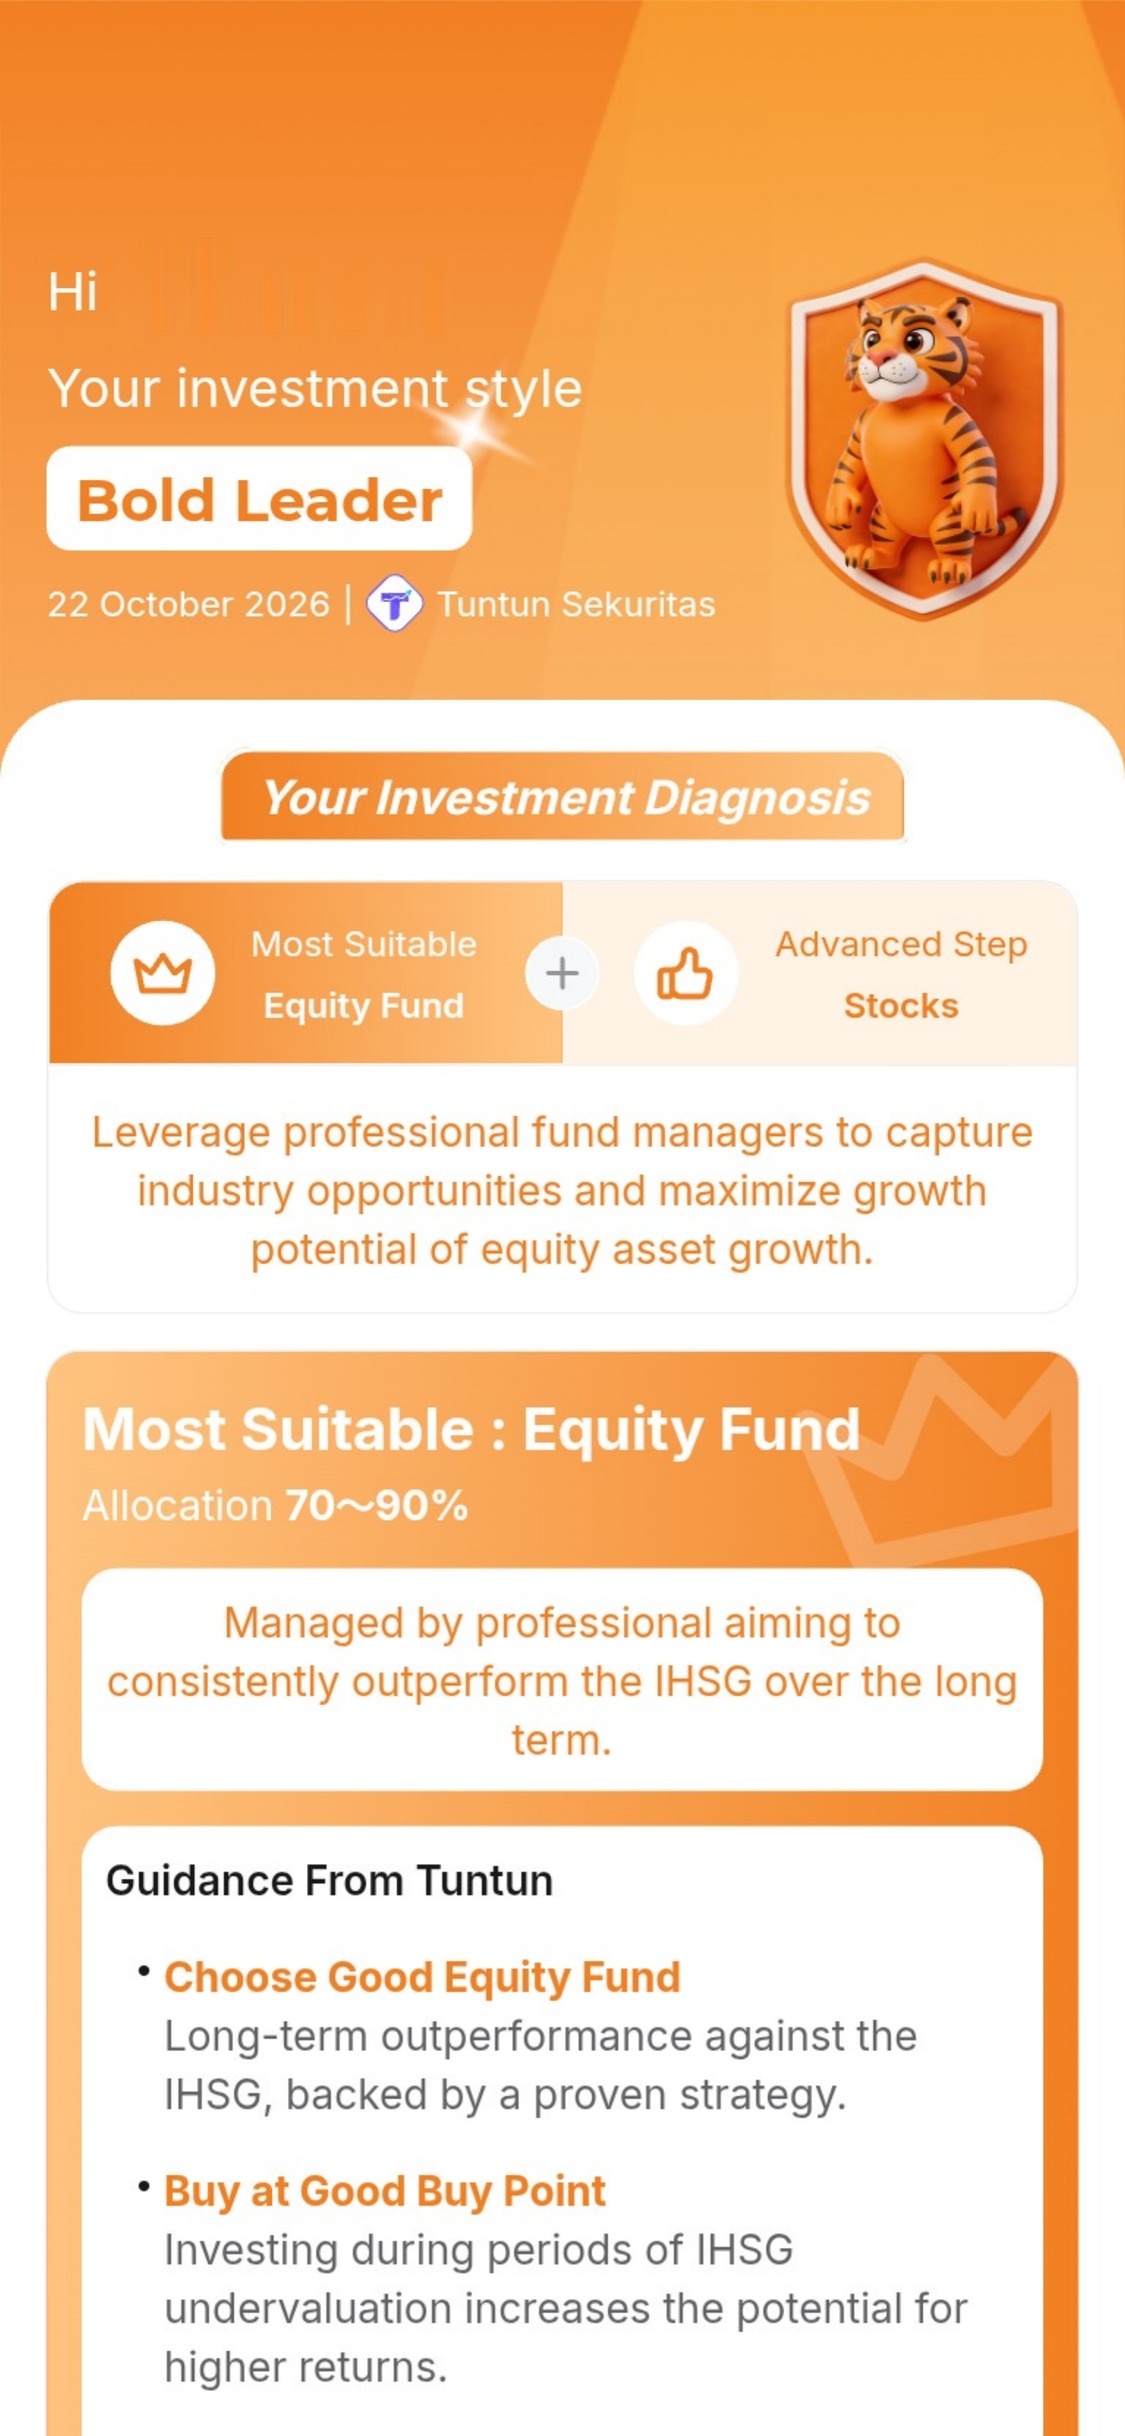 Hi
Your investment style
Bold Leader
22 October 2026 | Tuntun Sekuritas
Your Investment Diagnosis
Most Suitable
Equity Fund
+
Advanced Step
Stocks
Leverage professional fund managers to capture
industry opportunities and maximize growth
potential of equity asset growth.
Most Suitable : Equity Fund
Allocation 70～90%
Managed by professional aiming to
consistently outperform the IHSG over the long
term.
Guidance From Tuntun
• Choose Good Equity Fund
Long-term outperformance against the
IHSG, backed by a proven strategy.
• Buy at Good Buy Point
Investing during periods of IHSG
undervaluation increases the potential for
higher returns.